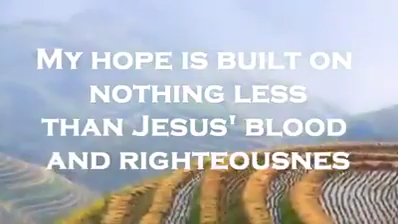 My hope is built on
nothing less
than Jesus' blood
and righteousnes